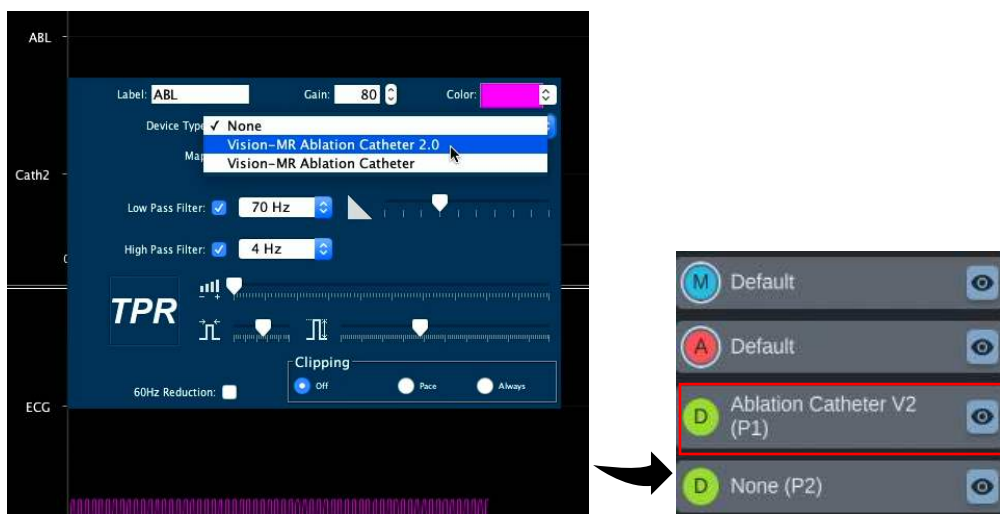 ABL
Label: ABL Gain: 80 Color:
Device Type ✓ None
Vision-MR Ablation Catheter 2.0
Map
Vision-MR Ablation Catheter
Cath2
Low Pass Filter: 70 Hz
High Pass Filter: 4 Hz
TPR
Clipping
Off Pace Always
60Hz Reduction:
ECG
M Default
A Default
D Ablation Catheter V2
(P1)
D None (P2)